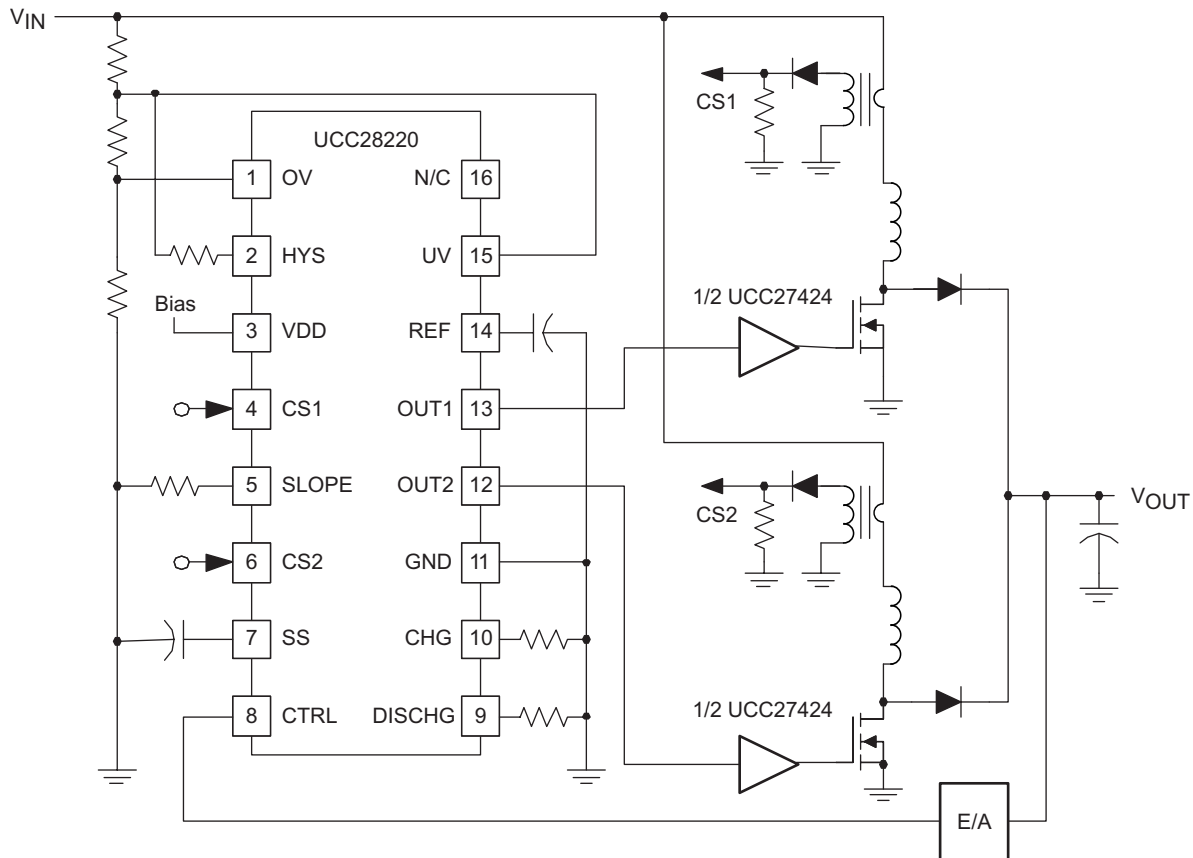 VIN
CS1
UCC28220
1 OV N/C 16
2 HYS UV 15
1/2 UCC27424
Bias
3 VDD REF 14
4 CS1 OUT1 13
5 SLOPE OUT2 12
CS2
VOUT
6 CS2 GND 11
7 SS CHG 10
8 CTRL DISCHG 9
1/2 UCC27424
E/A